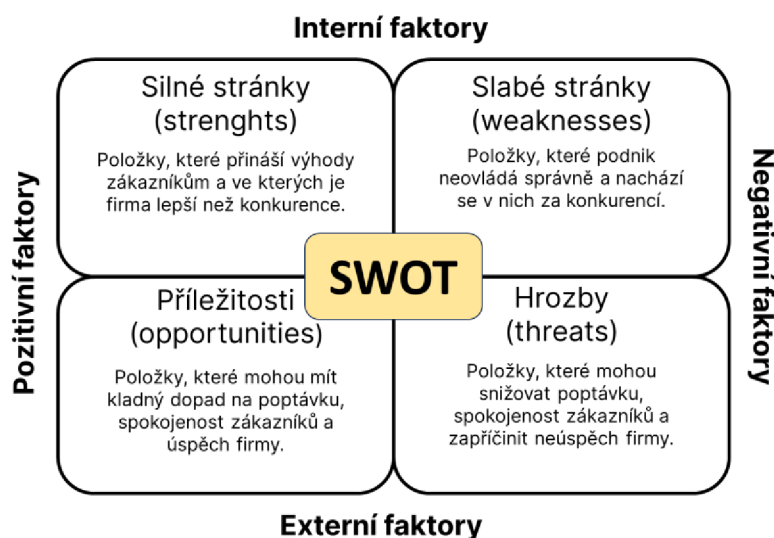 Interní faktory
Pozitivní faktory
Silné stránky
(strenghts)
Položky, které přináší výhody
zákazníkům a ve kterých je
firma lepší než konkurence.
Slabé stránky
(weaknesses)
Položky, které podnik
neovládá správně a nachází
se v nich za konkurencí.
Negativní faktory
SWOT
Příležitosti
(opportunities)
Položky, které mohou mít
kladný dopad na poptávku,
spokojenost zákazníků a
úspěch firmy.
Hrozby
(threats)
Položky, které mohou
snižovat poptávku,
spokojenost zákazníků a
zapříčinit neúspěch firmy.
Externí faktory